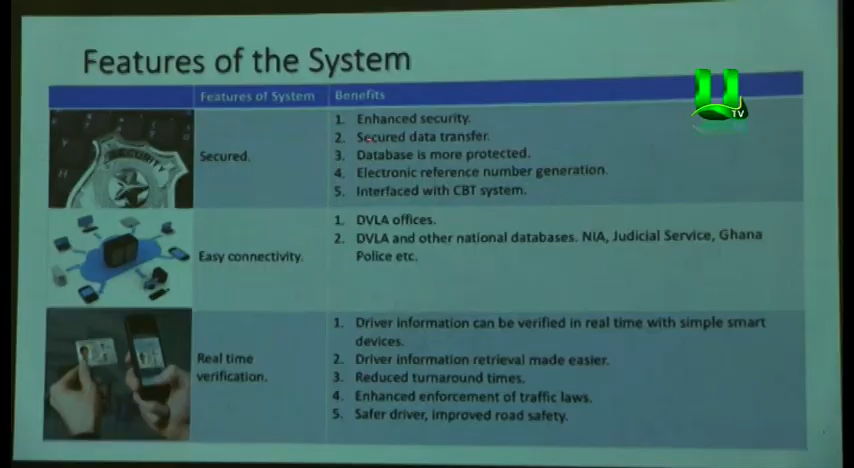 Features of the System
Features of System
Benefits
SECURITY
Secured.
1. Enhanced security.
2. Secured data transfer.
3. Database is more protected.
4. Electronic reference number generation.
5. Interfaced with CBT system.
Easy connectivity.
1. DVLA offices.
2. DVLA and other national databases. NIA, Judicial Service, Ghana
Police etc.
Real time
verification.
1. Driver information can be verified in real time with simple smart
devices.
2. Driver information retrieval made easier.
3. Reduced turnaround times.
4. Enhanced enforcement of traffic laws.
5. Safer driver, improved road safety.
U
TV